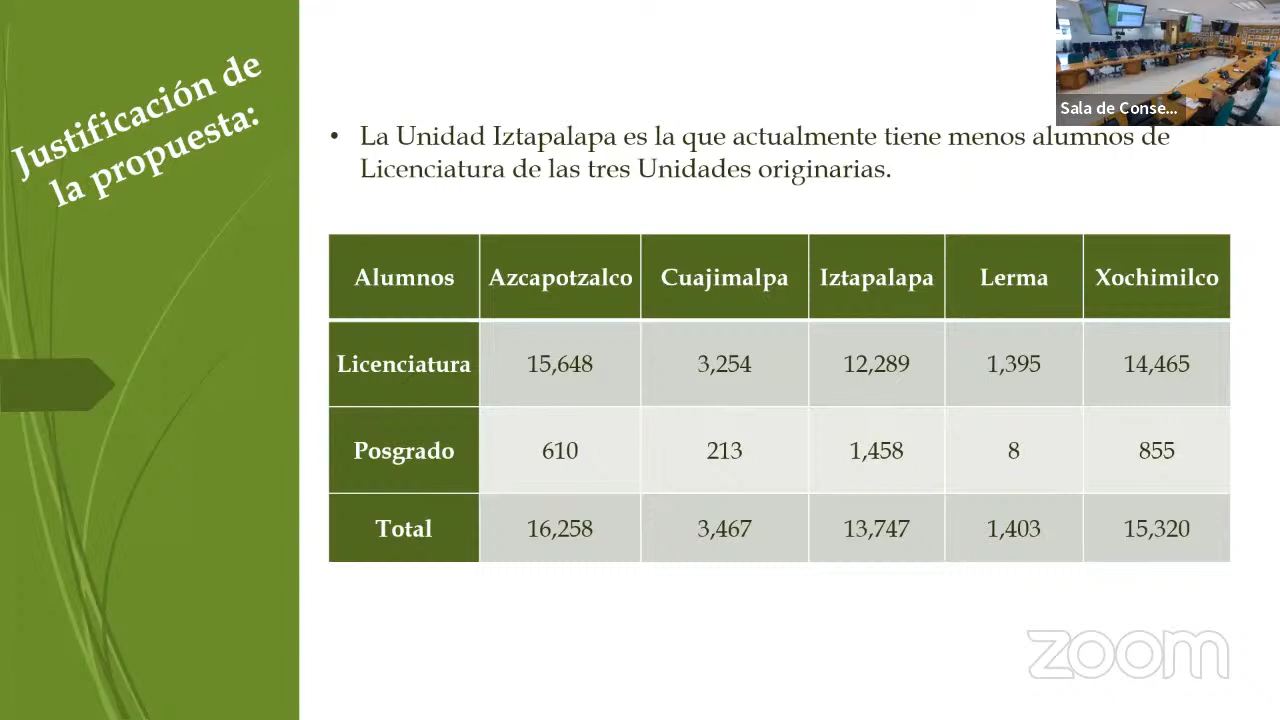 Justificación de
la propuesta:
Sala de Conse...
• La Unidad Iztapalapa es la que actualmente tiene menos alumnos de
Licenciatura de las tres Unidades originarias.
Alumnos Azcapotzalco Cuajimalpa Iztapalapa Lerma Xochimilco
Licenciatura 15,648 3,254 12,289 1,395 14,465
Posgrado 610 213 1,458 8 855
Total 16,258 3,467 13,747 1,403 15,320
zoom